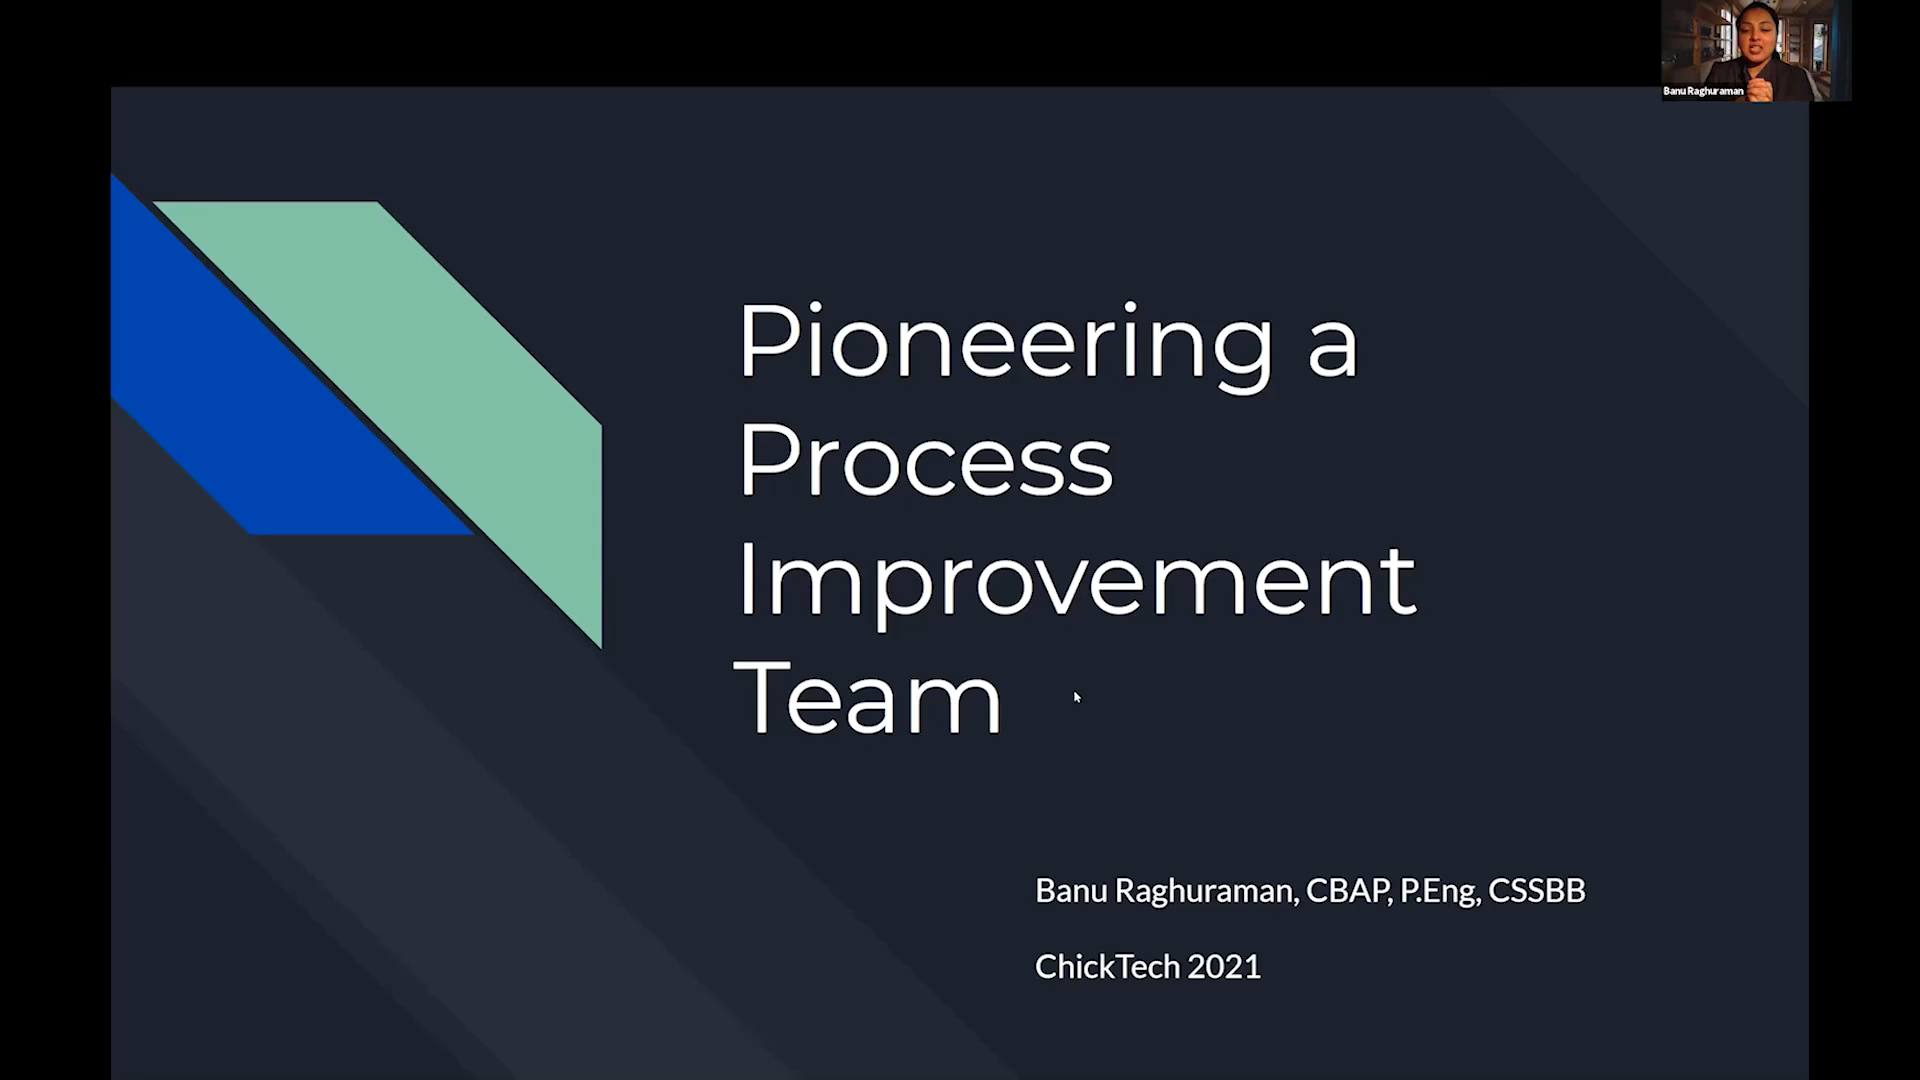 Banu Raghuraman
Pioneering a
Process
Improvement
Team
Banu Raghuraman, CBAP, P.Eng, CSSBB
ChickTech 2021